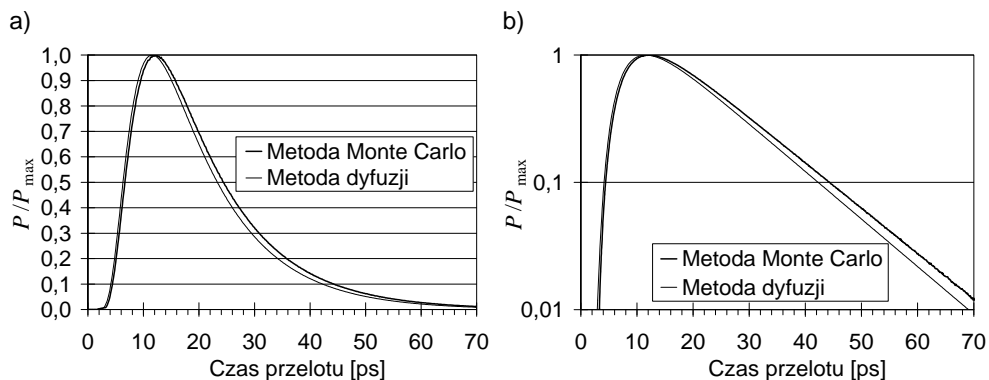 a)
1,0
0,9
0,8
0,7
0,6
0,5
0,4
0,3
0,2
0,1
0,0
P/Pmax
Metoda Monte Carlo
Metoda dyfuzji
0 10 20 30 40 50 60 70
Czas przelotu [ps]
b)
1
0,1
0,01
P/Pmax
Metoda Monte Carlo
Metoda dyfuzji
0 10 20 30 40 50 60 70
Czas przelotu [ps]